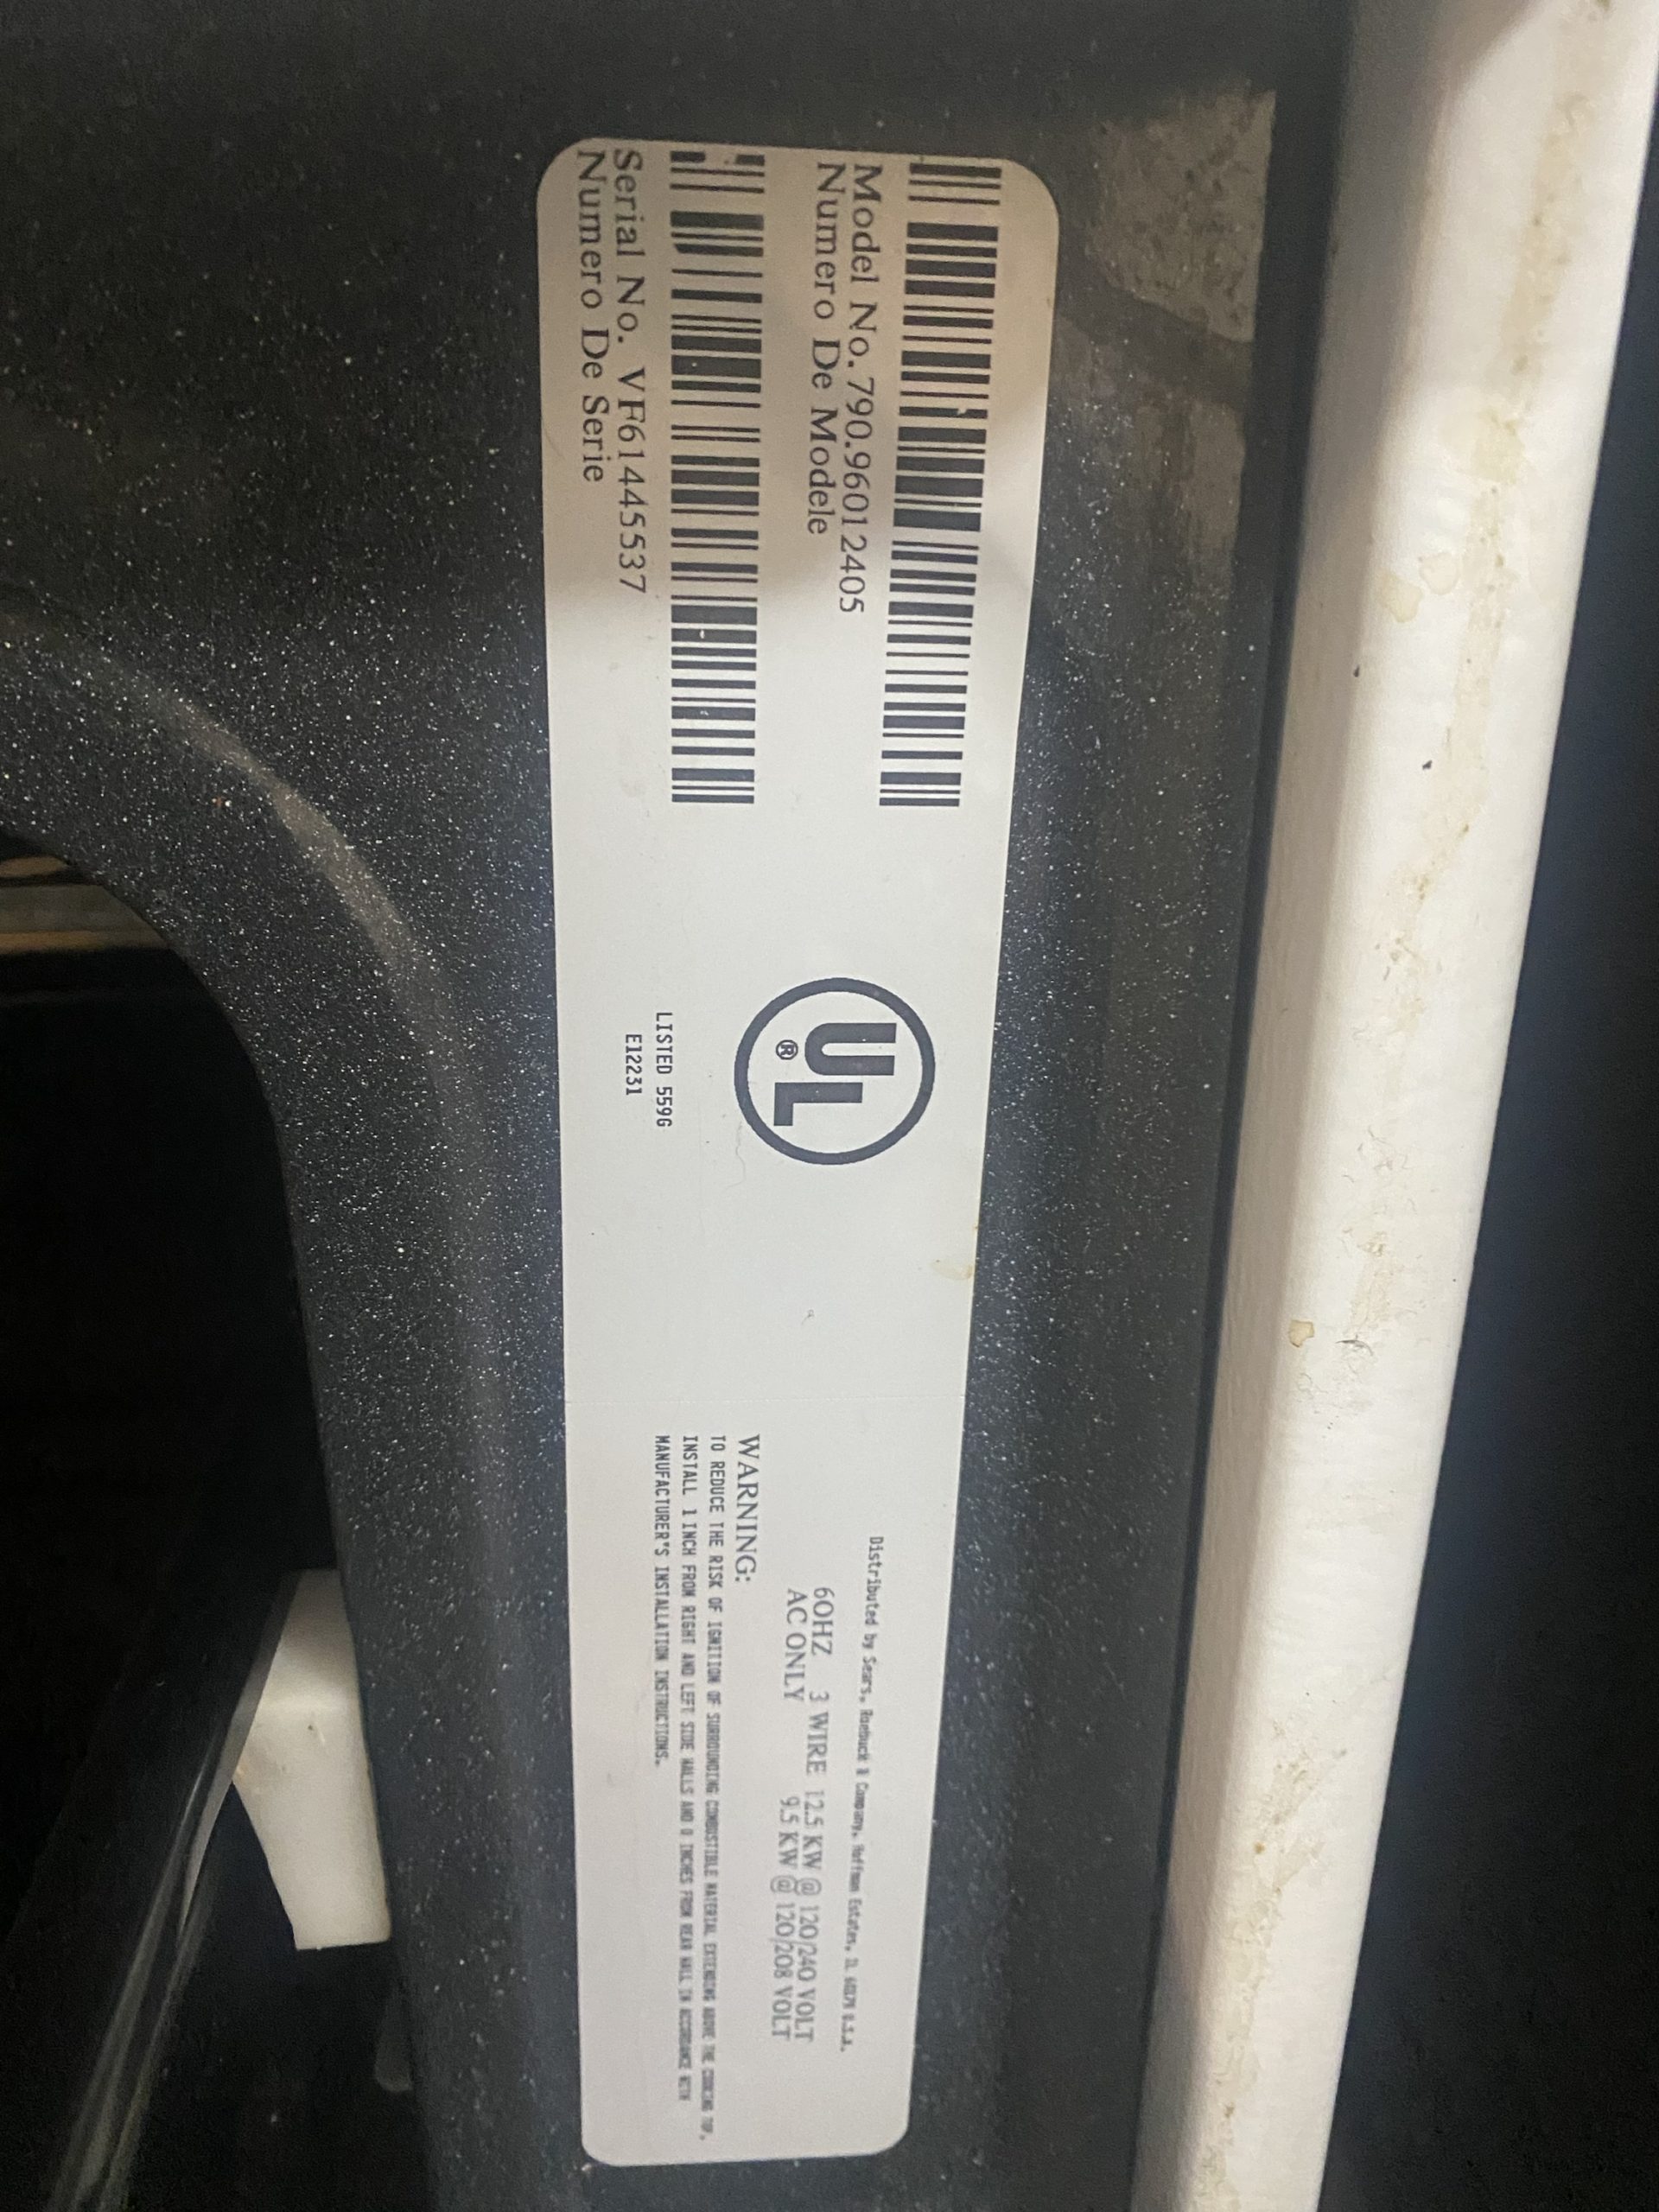 Model No. 790.96012405
Numero De Modele
Serial No. VF61445537
Numero De Serie
UL
®
LISTED 559G
E12231
Distributed by Sears, Roebuck & Company, Hoffman Estates, IL 60179 U.S.A.
60HZ 3 WIRE 12.5 KW @ 120/240 VOLT
AC ONLY 9.5 KW @ 120/208 VOLT
WARNING:
TO REDUCE THE RISK OF IGNITION OF SURROUNDING COMBUSTIBLE MATERIAL EXTENDING ABOVE THE COOKING TOP,
INSTALL 1 INCH FROM RIGHT AND LEFT SIDE WALLS AND 0 INCHES FROM REAR WALL IN ACCORDANCE WITH
MANUFACTURER'S INSTALLATION INSTRUCTIONS.